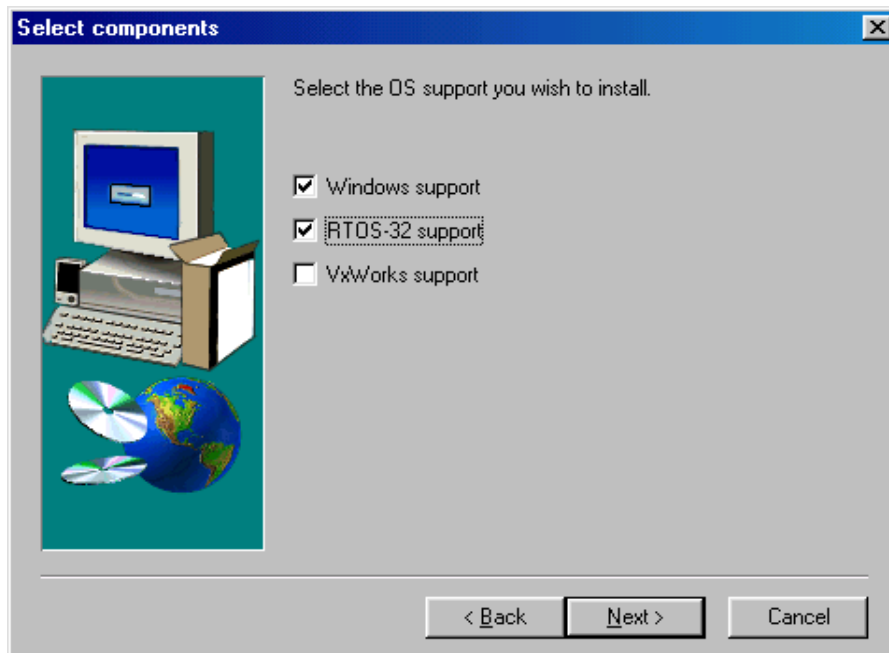 Select components
Select the OS support you wish to install.
Windows support
RTOS-32 support
VxWorks support
< Back
Next >
Cancel